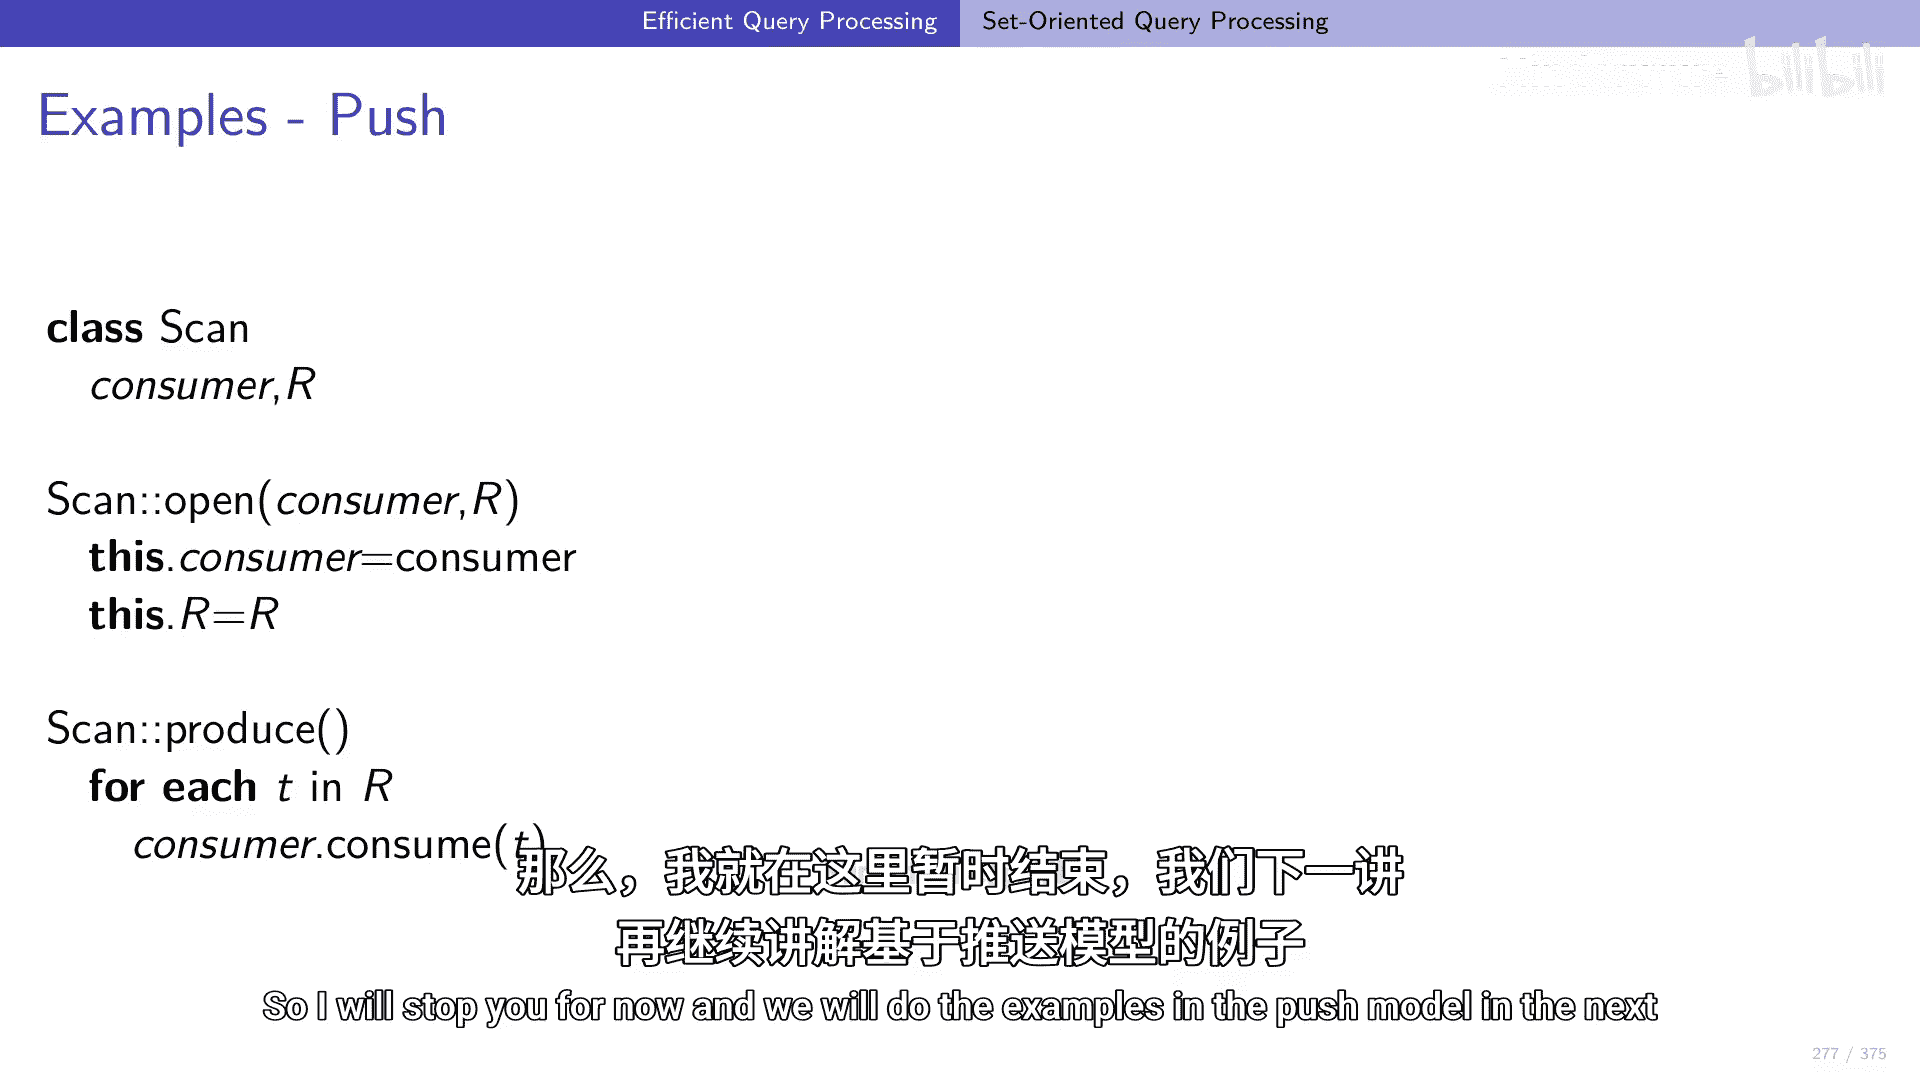 Efficient Query Processing
Set-Oriented Query Processing
bilibili
Examples - Push
class Scan
consumer,R
Scan::open(consumer,R)
this.consumer=consumer
this.R=R
Scan::produce()
for each t in R
consumer.consume(t)
那么，我就在这里暂时结束，我们下一讲
再继续讲解基于推送模型的例子
So I will stop you for now and we will do the examples in the push model in the next
277 / 375